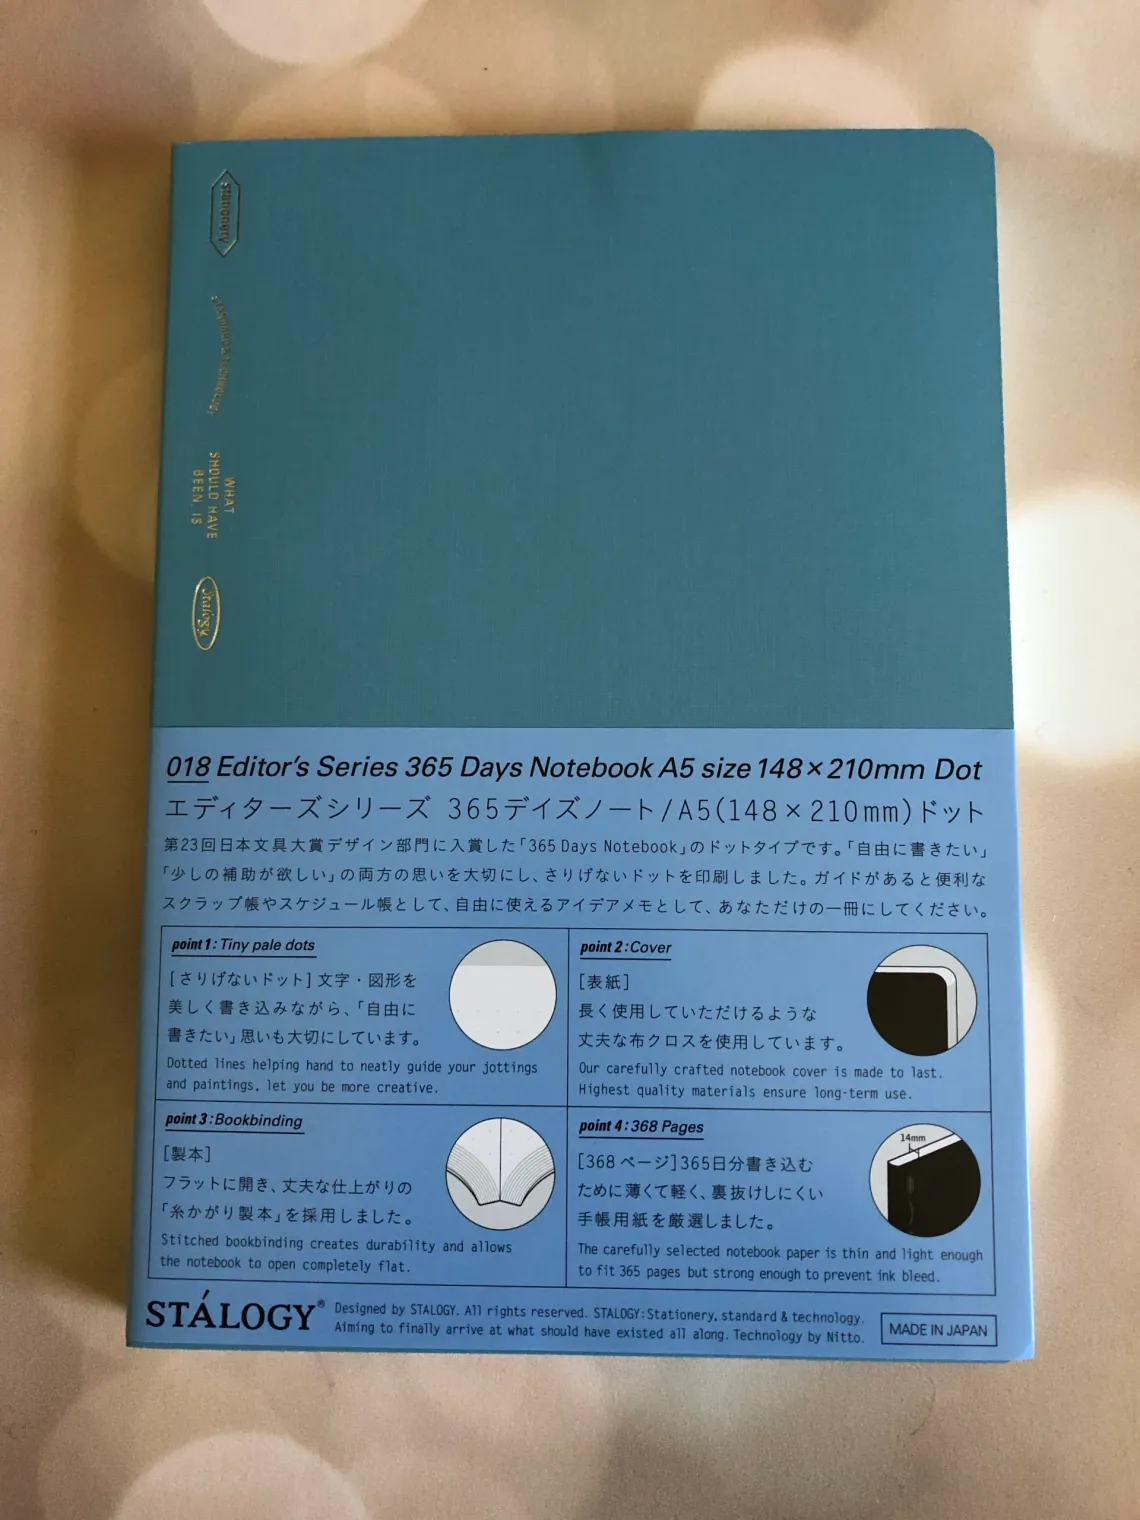 stationery
WHAT
SHOULD HAVE
BEEN, IS
Stálogy
018 Editor's Series 365 Days Notebook A5 size 148×210mm Dot
エディターズシリーズ 365デイズノート/A5(148×210mm)ドット
第23回日本文具大賞デザイン部門に入賞した「365 Days Notebook」のドットタイプです。「自由に書きたい」
「少しの補助が欲しい」の両方の思いを大切にし、さりげないドットを印刷しました。ガイドがあると便利な
スクラップ帳やスケジュール帳として、自由に使えるアイデアメモとして、あなただけの一冊にしてください。
point 1:Tiny pale dots
[さりげないドット]文字・図形を
美しく書き込みながら、「自由に
書きたい」思いも大切にしています。
Dotted lines helping hand to neatly guide your jottings
and paintings, let you be more creative.
point 2:Cover
[表紙]
長く使用していただけるような
丈夫な布クロスを使用しています。
Our carefully crafted notebook cover is made to last.
Highest quality materials ensure long-term use.
point 3:Bookbinding
[製本]
フラットに開き、丈夫な仕上がりの
「糸かがり製本」を採用しました。
Stitched bookbinding creates durability and allows
the notebook to open completely flat.
point 4:368 Pages
14mm
[368 ページ]365日分書き込む
ために薄くて軽く、裏抜けしにくい
手帳用紙を厳選しました。
The carefully selected notebook paper is thin and light enough
to fit 365 pages but strong enough to prevent ink bleed.
STÁLOGY®
Designed by STALOGY. All rights reserved. STALOGY:Stationery, standard & technology.
Aiming to finally arrive at what should have existed all along. Technology by Nitto.
MADE IN JAPAN